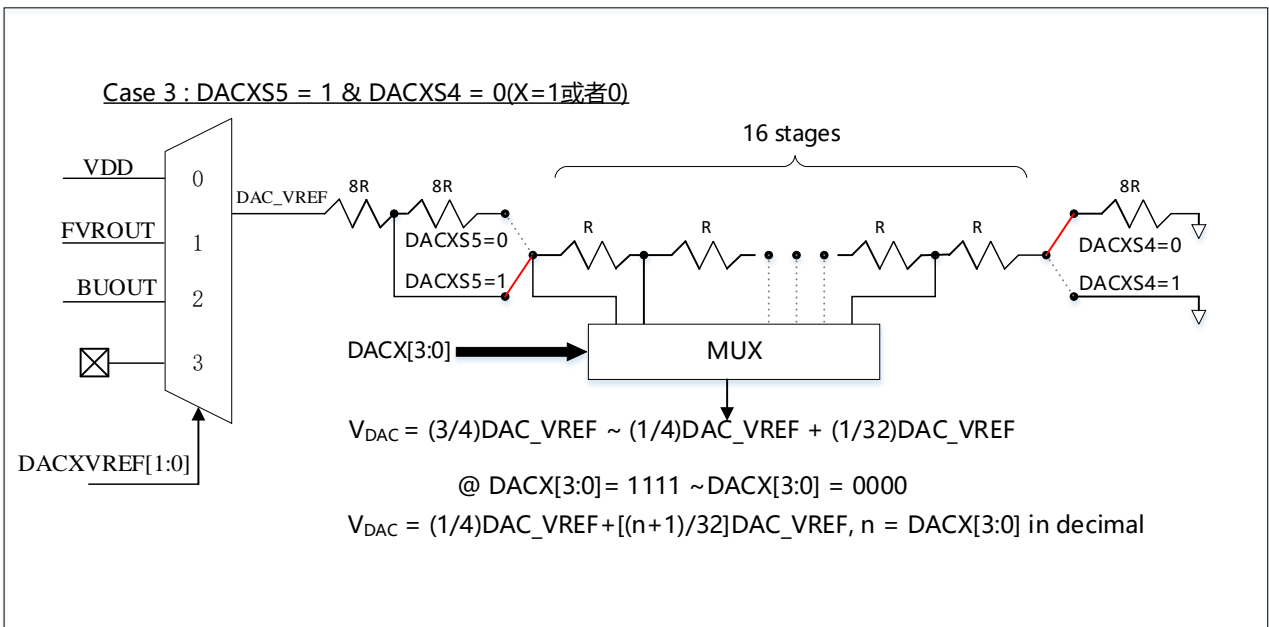 Case 3 : DACXS5 = 1 & DACXS4 = 0(X=1或者0)
16 stages
VDD
0
DAC_VREF
8R
8R
8R
FVROUT
1
DACXS5=0
R
R
R
R
DACXS4=0
BUOUT
2
DACXS5=1
DACXS4=1
3
DACX[3:0]
MUX
DACXVREF[1:0]
VDAC = (3/4)DAC_VREF ~ (1/4)DAC_VREF + (1/32)DAC_VREF
@ DACX[3:0]= 1111 ~DACX[3:0] = 0000
VDAC = (1/4)DAC_VREF+[(n+1)/32]DAC_VREF, n = DACX[3:0] in decimal